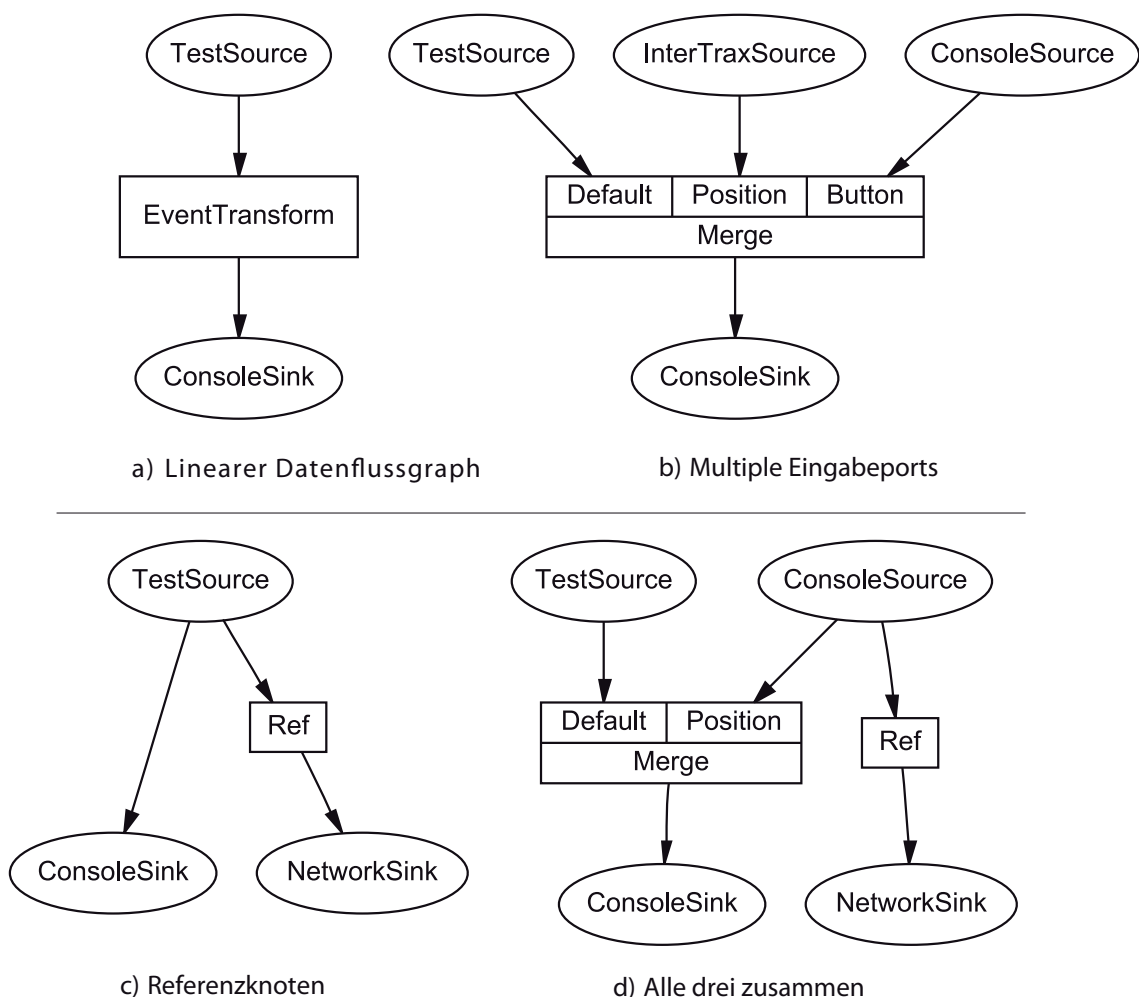 TestSource
EventTransform
ConsoleSink
a) Linearer Datenflussgraph
TestSource
InterTraxSource
ConsoleSource
Default
Position
Button
Merge
ConsoleSink
b) Multiple Eingabeports
TestSource
Ref
ConsoleSink
NetworkSink
c) Referenzknoten
TestSource
ConsoleSource
Default
Position
Merge
Ref
ConsoleSink
NetworkSink
d) Alle drei zusammen